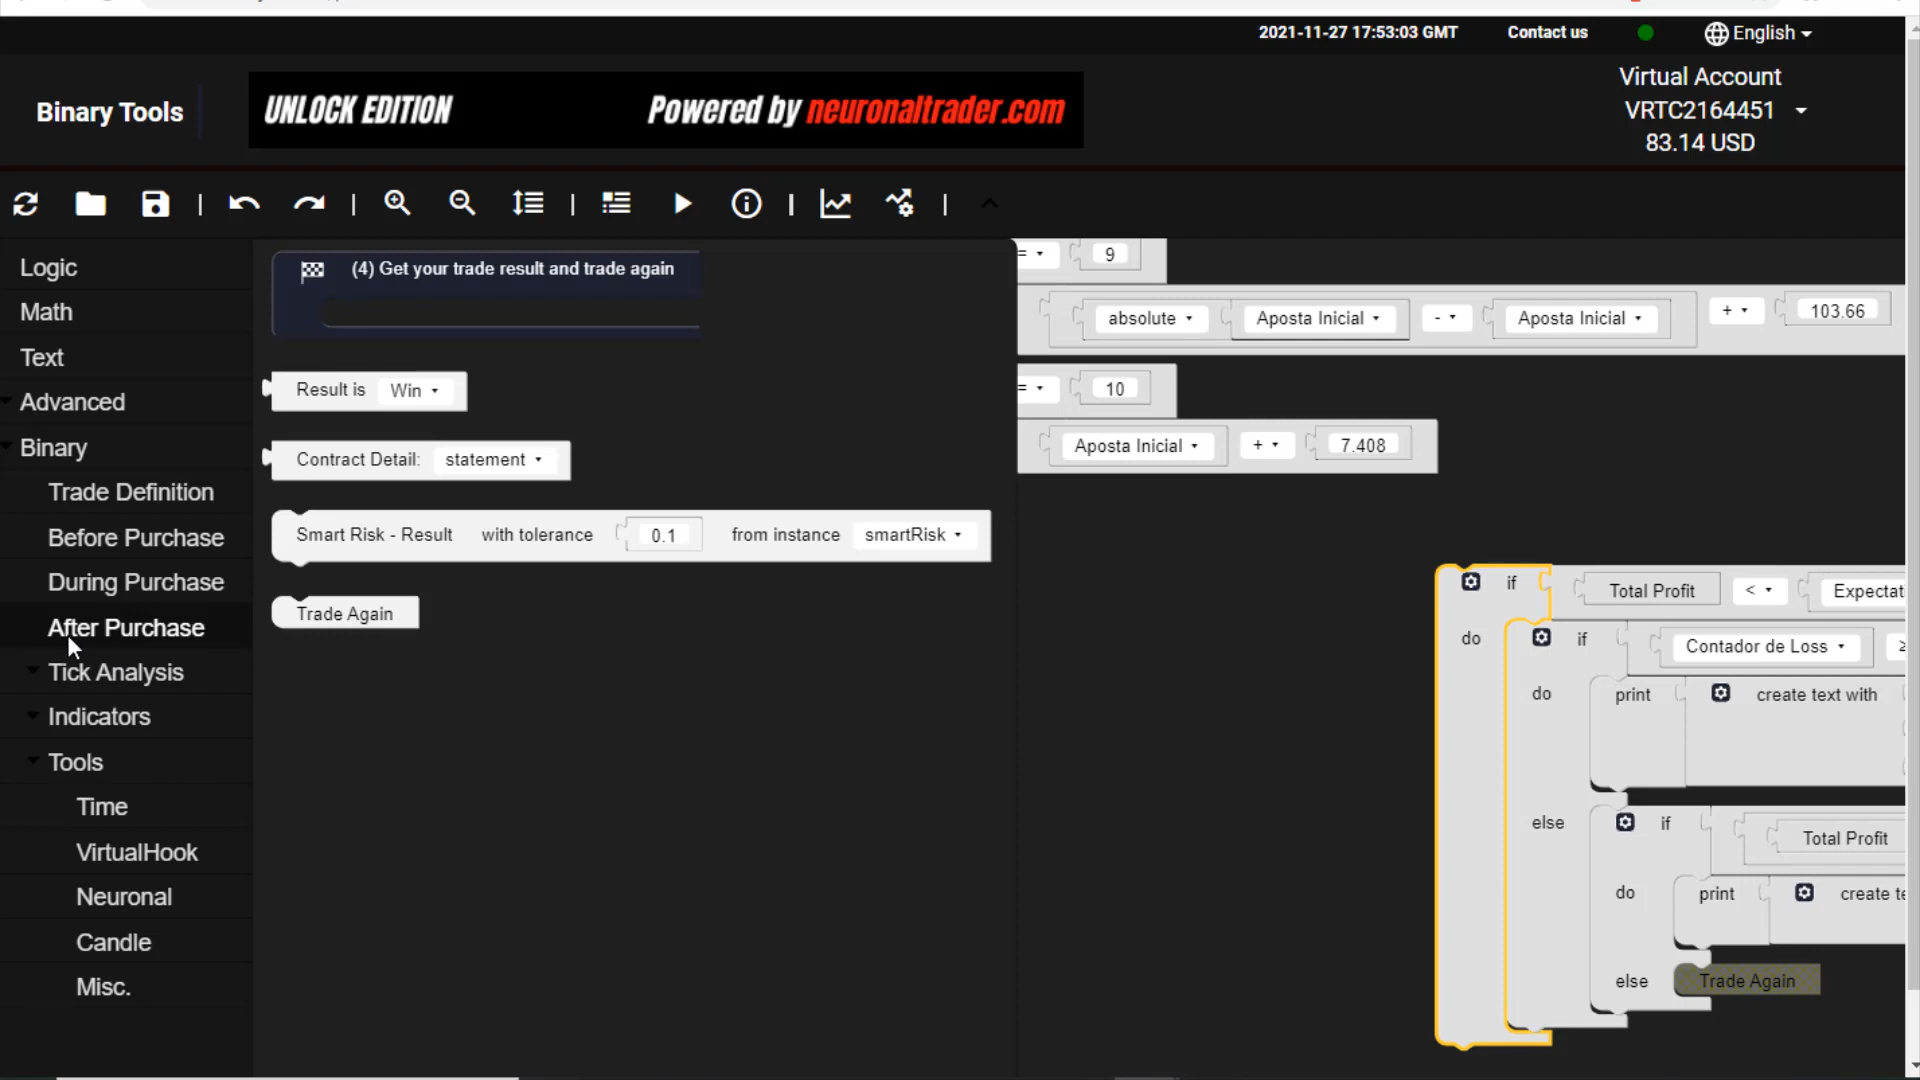 2021-11-27 17:53:03 GMT Contact us English
Binary Tools UNLOCK EDITION Powered by neuronaltrader.com
Virtual Account
VRTC2164451
83.14 USD
Logic
Math
Text
Advanced
Binary
Trade Definition
Before Purchase
During Purchase
After Purchase
Tick Analysis
Indicators
Tools
Time
VirtualHook
Neuronal
Candle
Misc.
(4) Get your trade result and trade again
Result is Win
Contract Detail: statement
Smart Risk - Result with tolerance 0.1 from instance smartRisk
Trade Again
= 9
absolute Aposta Inicial - Aposta Inicial + 103.66
= 10
Aposta Inicial + 7.408
if Total Profit < Expectat
do if Contador de Loss ≥
do print create text with
else if Total Profit
do print create te
else Trade Again